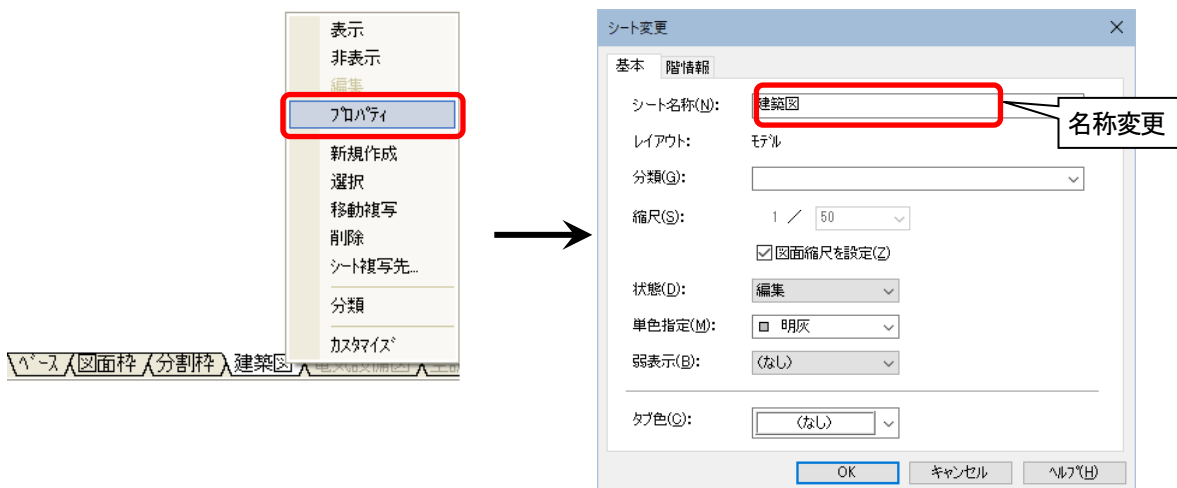 表示
非表示
編集
ﾌﾟﾛﾊﾟﾃｨ
新規作成
選択
移動複写
削除
ｼｰﾄ複写先...
分類
ｶｽﾀﾏｲｽﾞ
ﾍﾞｰｽ 図面枠 分割枠 建築図 電気設備図
シート変更
基本 階情報
シート名称(N): 建築図
名称変更
レイアウト: ﾓﾃﾞﾙ
分類(G):
縮尺(S): 1 ／ 50
図面縮尺を設定(Z)
状態(D): 編集
単色指定(M): 明灰
弱表示(B): (なし)
タブ色(C): (なし)
OK キャンセル ﾍﾙﾌﾟ(H)